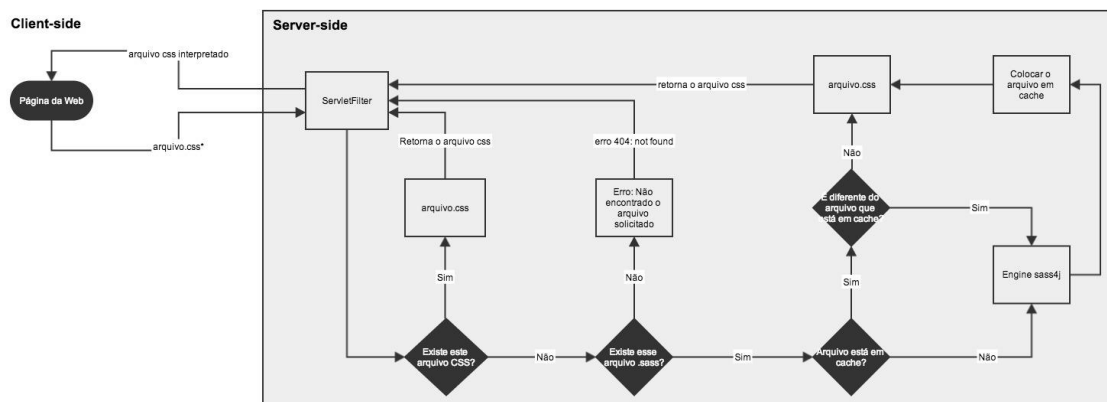 Client-side
Server-side
arquivo css interpretado
Página da Web
arquivo.css*
ServletFilter
retorna o arquivo css
arquivo.css
Colocar o
arquivo em
cache
Retorna o arquivo css
erro 404: not found
Não
arquivo.css
Erro: Não
encontrado o
arquivo
solicitado
É diferente do
arquivo que
está em cache?
Sim
Engine sass4j
Sim
Não
Sim
Existe este
arquivo CSS?
Não
Existe esse
arquivo .sass?
Sim
Arquivo está em
cache?
Não